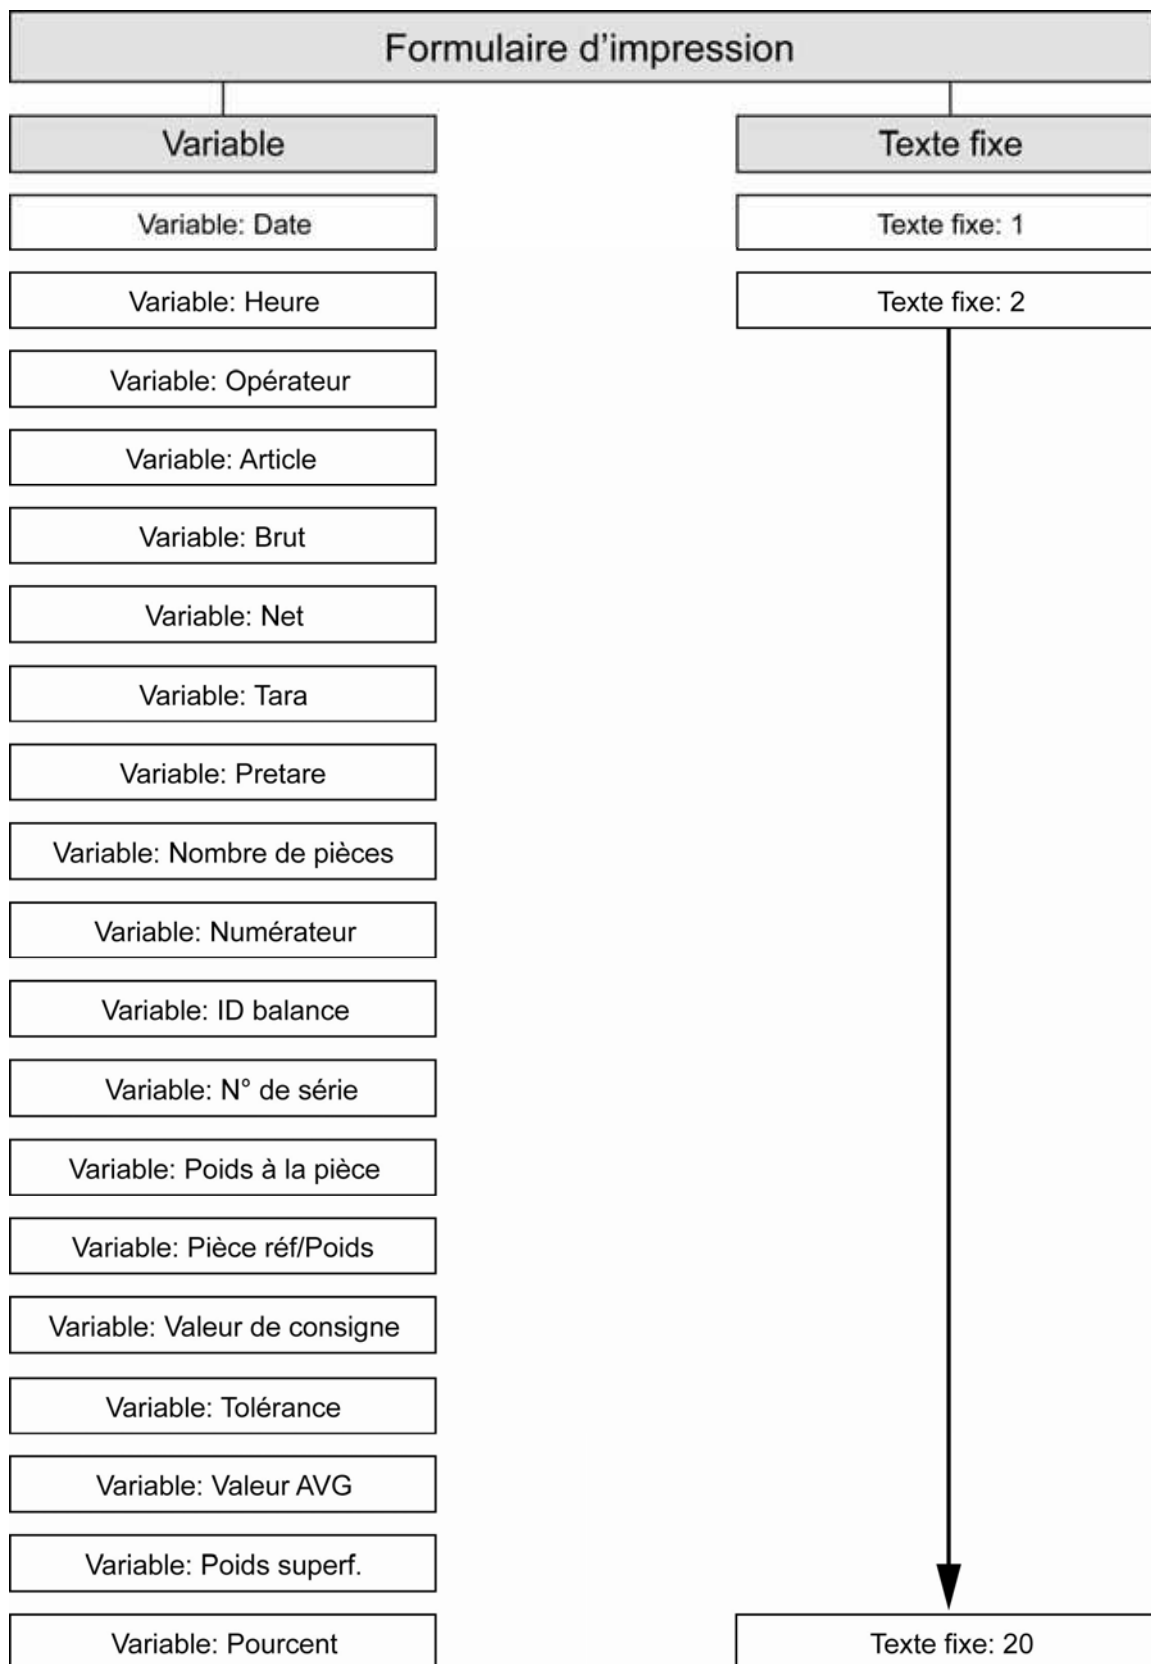 Formulaire d’impression
Variable
Texte fixe
Variable: Date
Texte fixe: 1
Variable: Heure
Texte fixe: 2
Variable: Opérateur
Variable: Article
Variable: Brut
Variable: Net
Variable: Tara
Variable: Pretare
Variable: Nombre de pièces
Variable: Numérateur
Variable: ID balance
Variable: N° de série
Variable: Poids à la pièce
Variable: Pièce réf/Poids
Variable: Valeur de consigne
Variable: Tolérance
Variable: Valeur AVG
Variable: Poids superf.
Variable: Pourcent
Texte fixe: 20